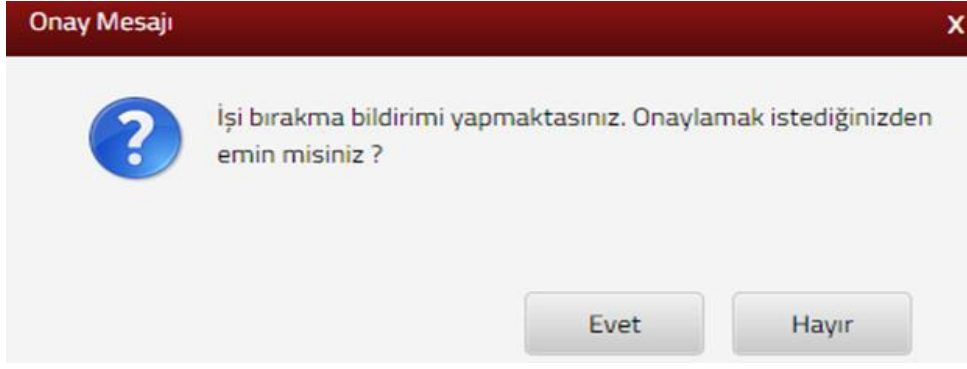 Onay Mesajı
X
İşi bırakma bildirimi yapmaktasınız. Onaylamak istediğinizden
emin misiniz ?
Evet
Hayır